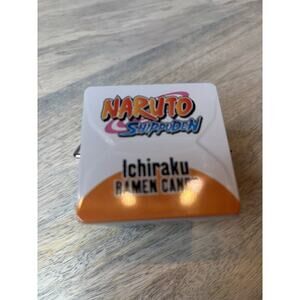 NARUTO
SHIPPUDEN
Ichiraku
RAMEN CANDY